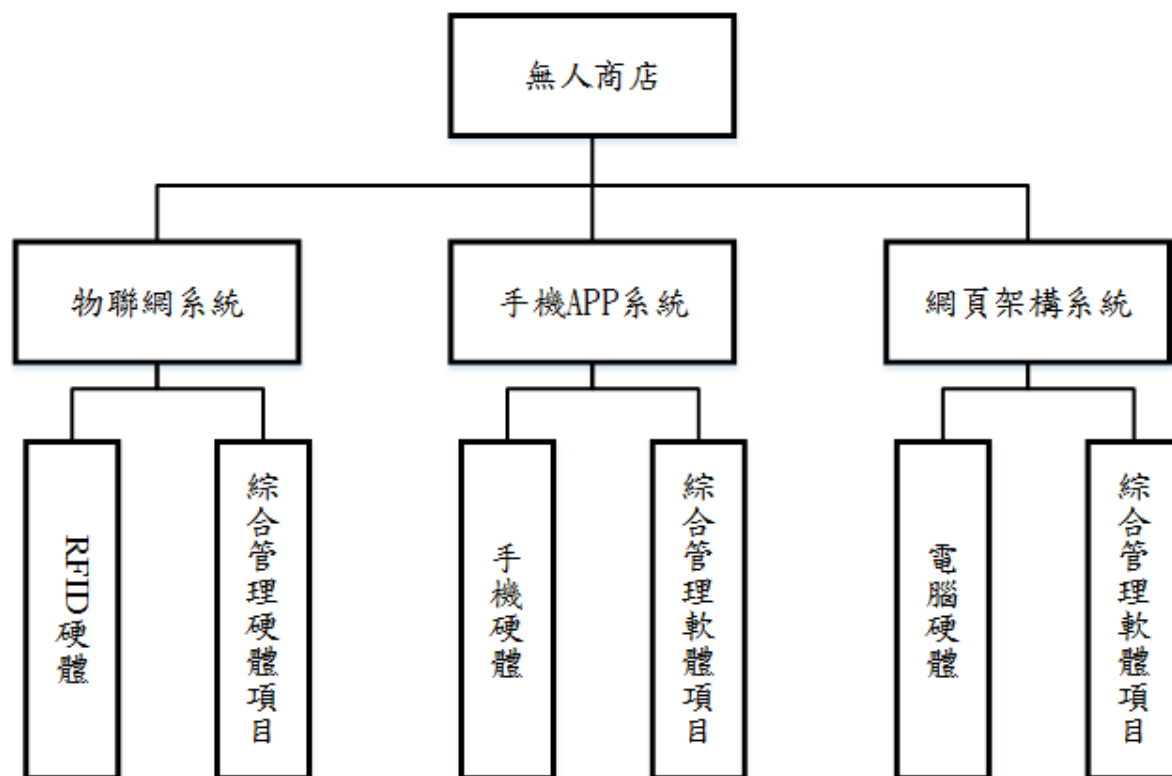 無人商店
物聯網系統
手機APP系統
網頁架構系統
RFID硬體
綜合管理硬體項目
手機硬體
綜合管理軟體項目
電腦硬體
綜合管理軟體項目